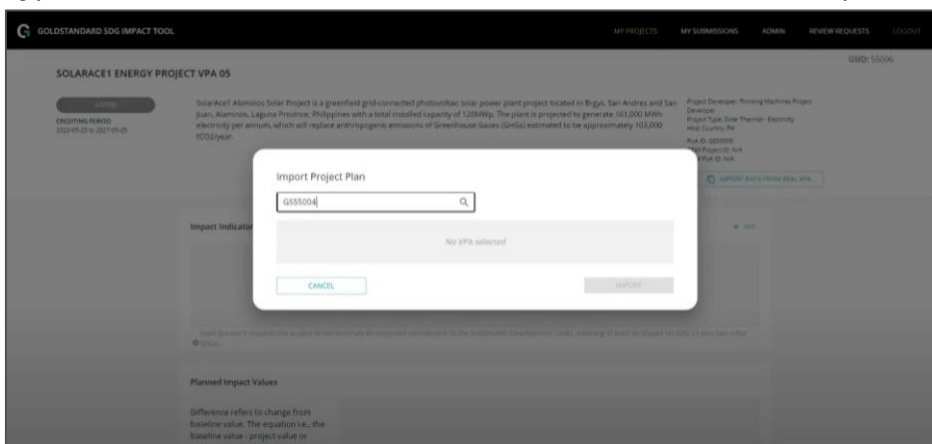 GOLDSTANDARD SDG IMPACT TOOL
MY PROJECTS MY SUBMISSIONS ADMIN REVIEW REQUESTS LOGOUT
GSID: 55006
SOLARACE1 ENERGY PROJECT VPA 05
LISTED
CREDITING PERIOD
SolarAce1 Alaminos Solar Project is a greenfield grid-connected photovoltaic solar power plant project located in Brgys. San Andres and San
Juan, Alaminos, Laguna Province, Philippines with a total installed capacity of 120MWp. The plant is projected to generate 161,000 MWh
electricity per annum, which will replace anthropogenic emissions of Greenhouse Gases (GHGs) estimated to be approximately 103,000
tCO2/year.
Project Developer: Thinking Machines Project
Developer
Project Type: Solar Thermal - Electricity
Host Country: PH
IMPORT DATA FROM REAL VPA
Import Project Plan
GS55004
No VPA selected
CANCEL
IMPORT
Impact Indicator
ADD
Planned Impact Values
Difference refers to change from
baseline value. The equation i.e., the
baseline value - project value or